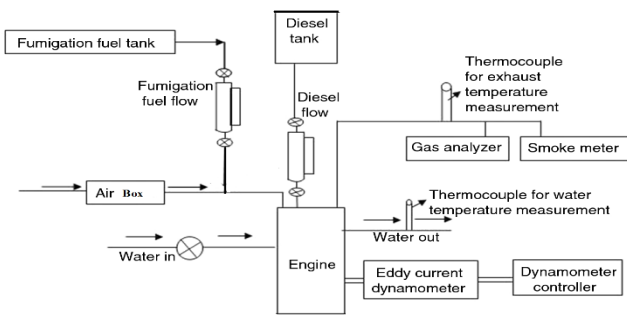 Fumigation fuel tank
Diesel
tank
Fumigation
fuel flow
Diesel
flow
Thermocouple
for exhaust
temperature
measurement
Gas analyzer
Smoke meter
Air Box
Thermocouple for water
temperature measurement
Water in
Water out
Engine
Eddy current
dynamometer
Dynamometer
controller